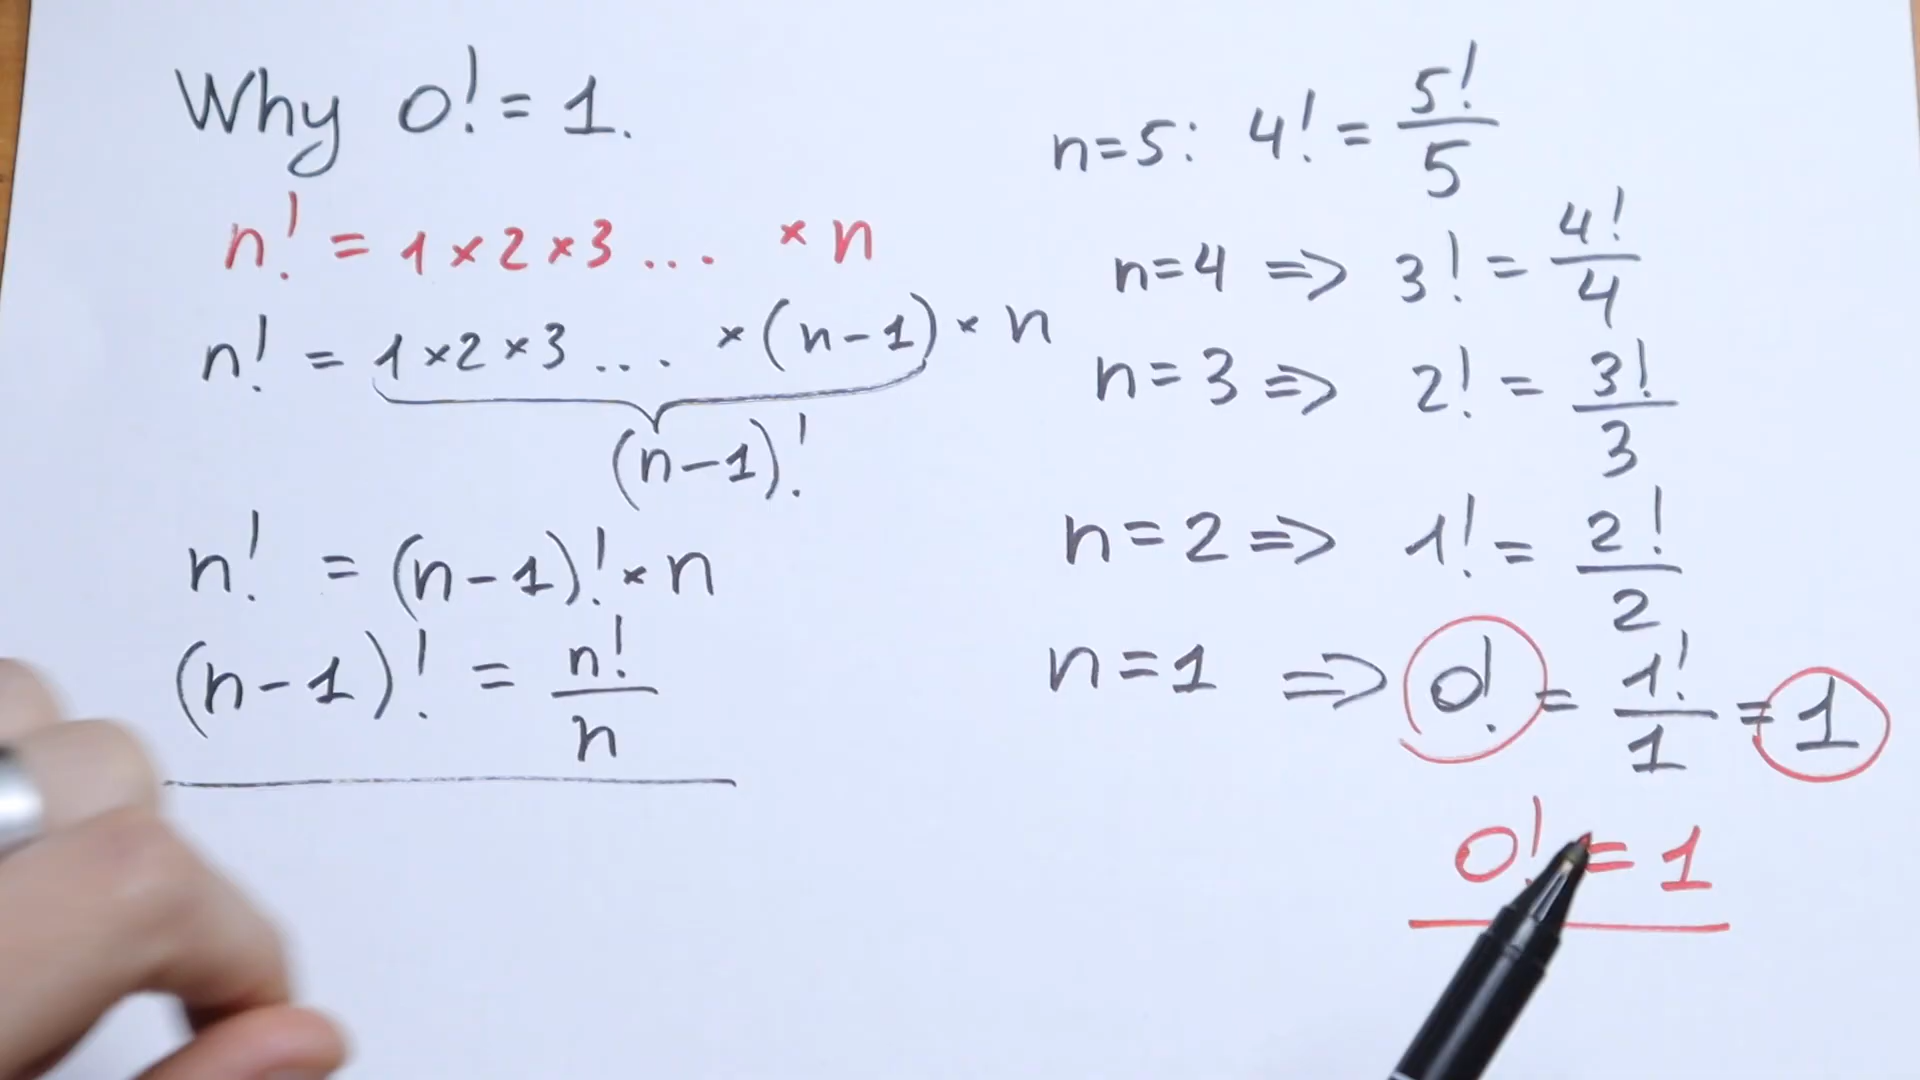 Why 0! = 1.
n! = 1 × 2 × 3 ... × n
n! = 1 × 2 × 3 ... × (n-1) × n
(n-1)!
n! = (n-1)! × n
(n-1)! = n!/n
n=5: 4! = 5!/5
n=4 => 3! = 4!/4
n=3 => 2! = 3!/3
n=2 => 1! = 2!/2
n=1 => 0! = 1!/1 = 1
0! = 1